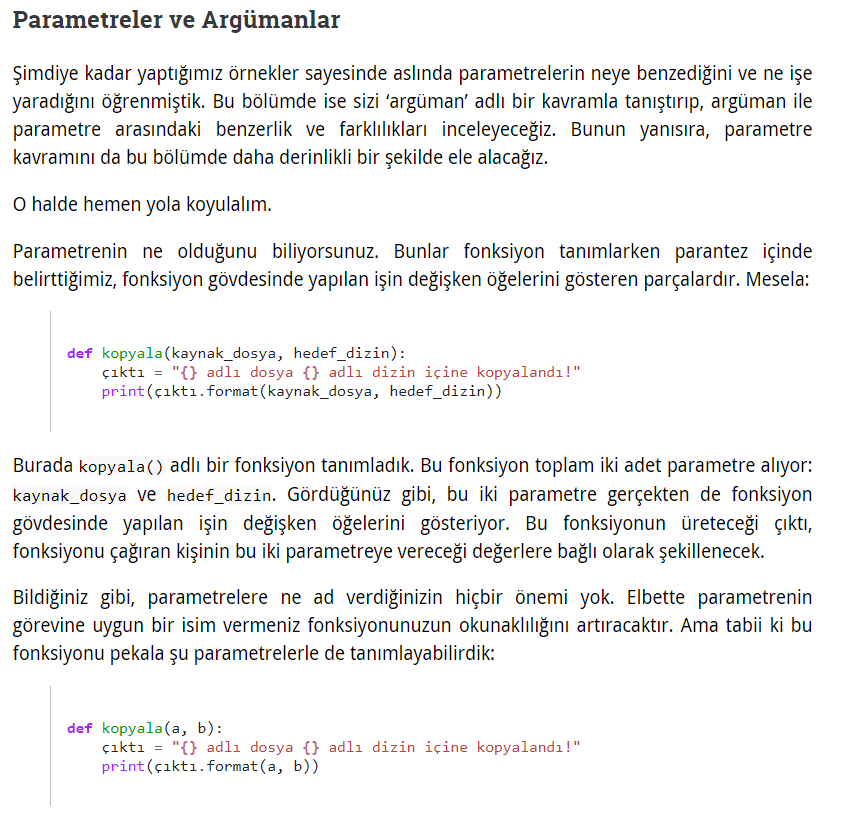 Parametreler ve Argümanlar
Şimdiye kadar yaptığımız örnekler sayesinde aslında parametrelerin neye benzediğini ve ne işe
yaradığını öğrenmiştik. Bu bölümde ise sizi ‘argüman’ adlı bir kavramla tanıştırıp, argüman ile
parametre arasındaki benzerlik ve farklılıkları inceleyeceğiz. Bunun yanısıra, parametre
kavramını da bu bölümde daha derinlikli bir şekilde ele alacağız.
O halde hemen yola koyulalım.
Parametrenin ne olduğunu biliyorsunuz. Bunlar fonksiyon tanımlarken parantez içinde
belirttiğimiz, fonksiyon gövdesinde yapılan işin değişken öğelerini gösteren parçalardır. Mesela:
def kopyala(kaynak_dosya, hedef_dizin):
    çıktı = "{} adlı dosya {} adlı dizin içine kopyalandı!"
    print(çıktı.format(kaynak_dosya, hedef_dizin))
Burada kopyala() adlı bir fonksiyon tanımladık. Bu fonksiyon toplam iki adet parametre alıyor:
kaynak_dosya ve hedef_dizin. Gördüğünüz gibi, bu iki parametre gerçekten de fonksiyon
gövdesinde yapılan işin değişken öğelerini gösteriyor. Bu fonksiyonun üreteceği çıktı,
fonksiyonu çağıran kişinin bu iki parametreye vereceği değerlere bağlı olarak şekillenecek.
Bildiğiniz gibi, parametrelere ne ad verdiğinizin hiçbir önemi yok. Elbette parametrenin
görevine uygun bir isim vermeniz fonksiyonunuzun okunaklılığını artıracaktır. Ama tabii ki bu
fonksiyonu pekala şu parametrelerle de tanımlayabilirdik:
def kopyala(a, b):
    çıktı = "{} adlı dosya {} adlı dizin içine kopyalandı!"
    print(çıktı.format(a, b))